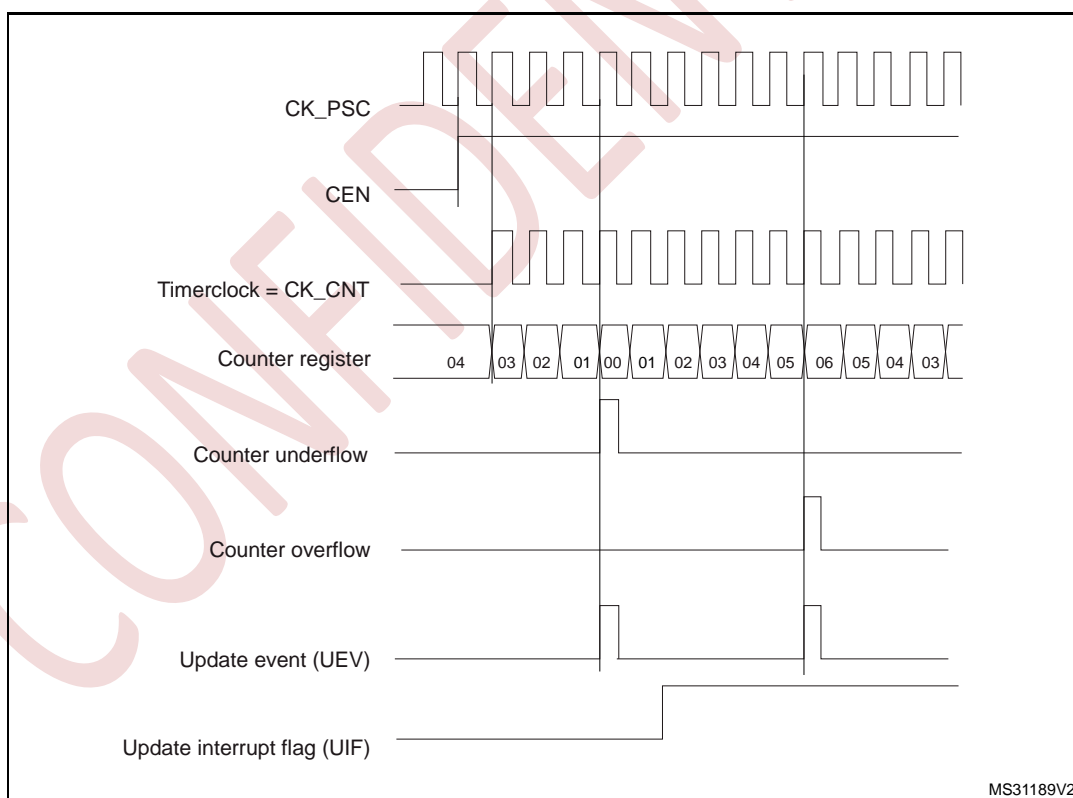 CONFIDEN
CK_PSC
CEN
Timerclock = CK_CNT
Counter register 04 03 02 01 00 01 02 03 04 05 06 05 04 03
Counter underflow
Counter overflow
Update event (UEV)
Update interrupt flag (UIF)
MS31189V2